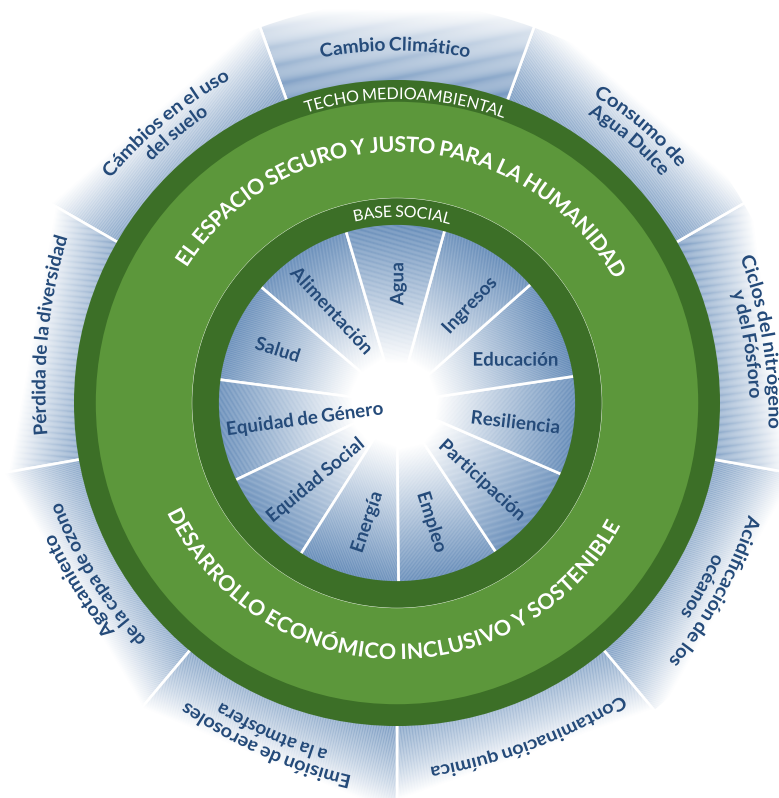 Cambio Climático
Consumo de
Agua Dulce
Ciclos del nitrógeno
y del Fósforo
Acidificación de los
océanos
Contaminación química
Emisión de aerosoles
a la atmósfera
Agotamiento
de la capa de ozono
Pérdida de la diversidad
Cámbios en el uso
del suelo
TECHO MEDIOAMBIENTAL
EL ESPACIO SEGURO Y JUSTO PARA LA HUMANIDAD
BASE SOCIAL
Agua
Ingresos
Educación
Resiliencia
Participación
Empleo
Energía
Equidad Social
Equidad de Género
Salud
Alimentación
DESARROLLO ECONÓMICO INCLUSIVO Y SOSTENIBLE